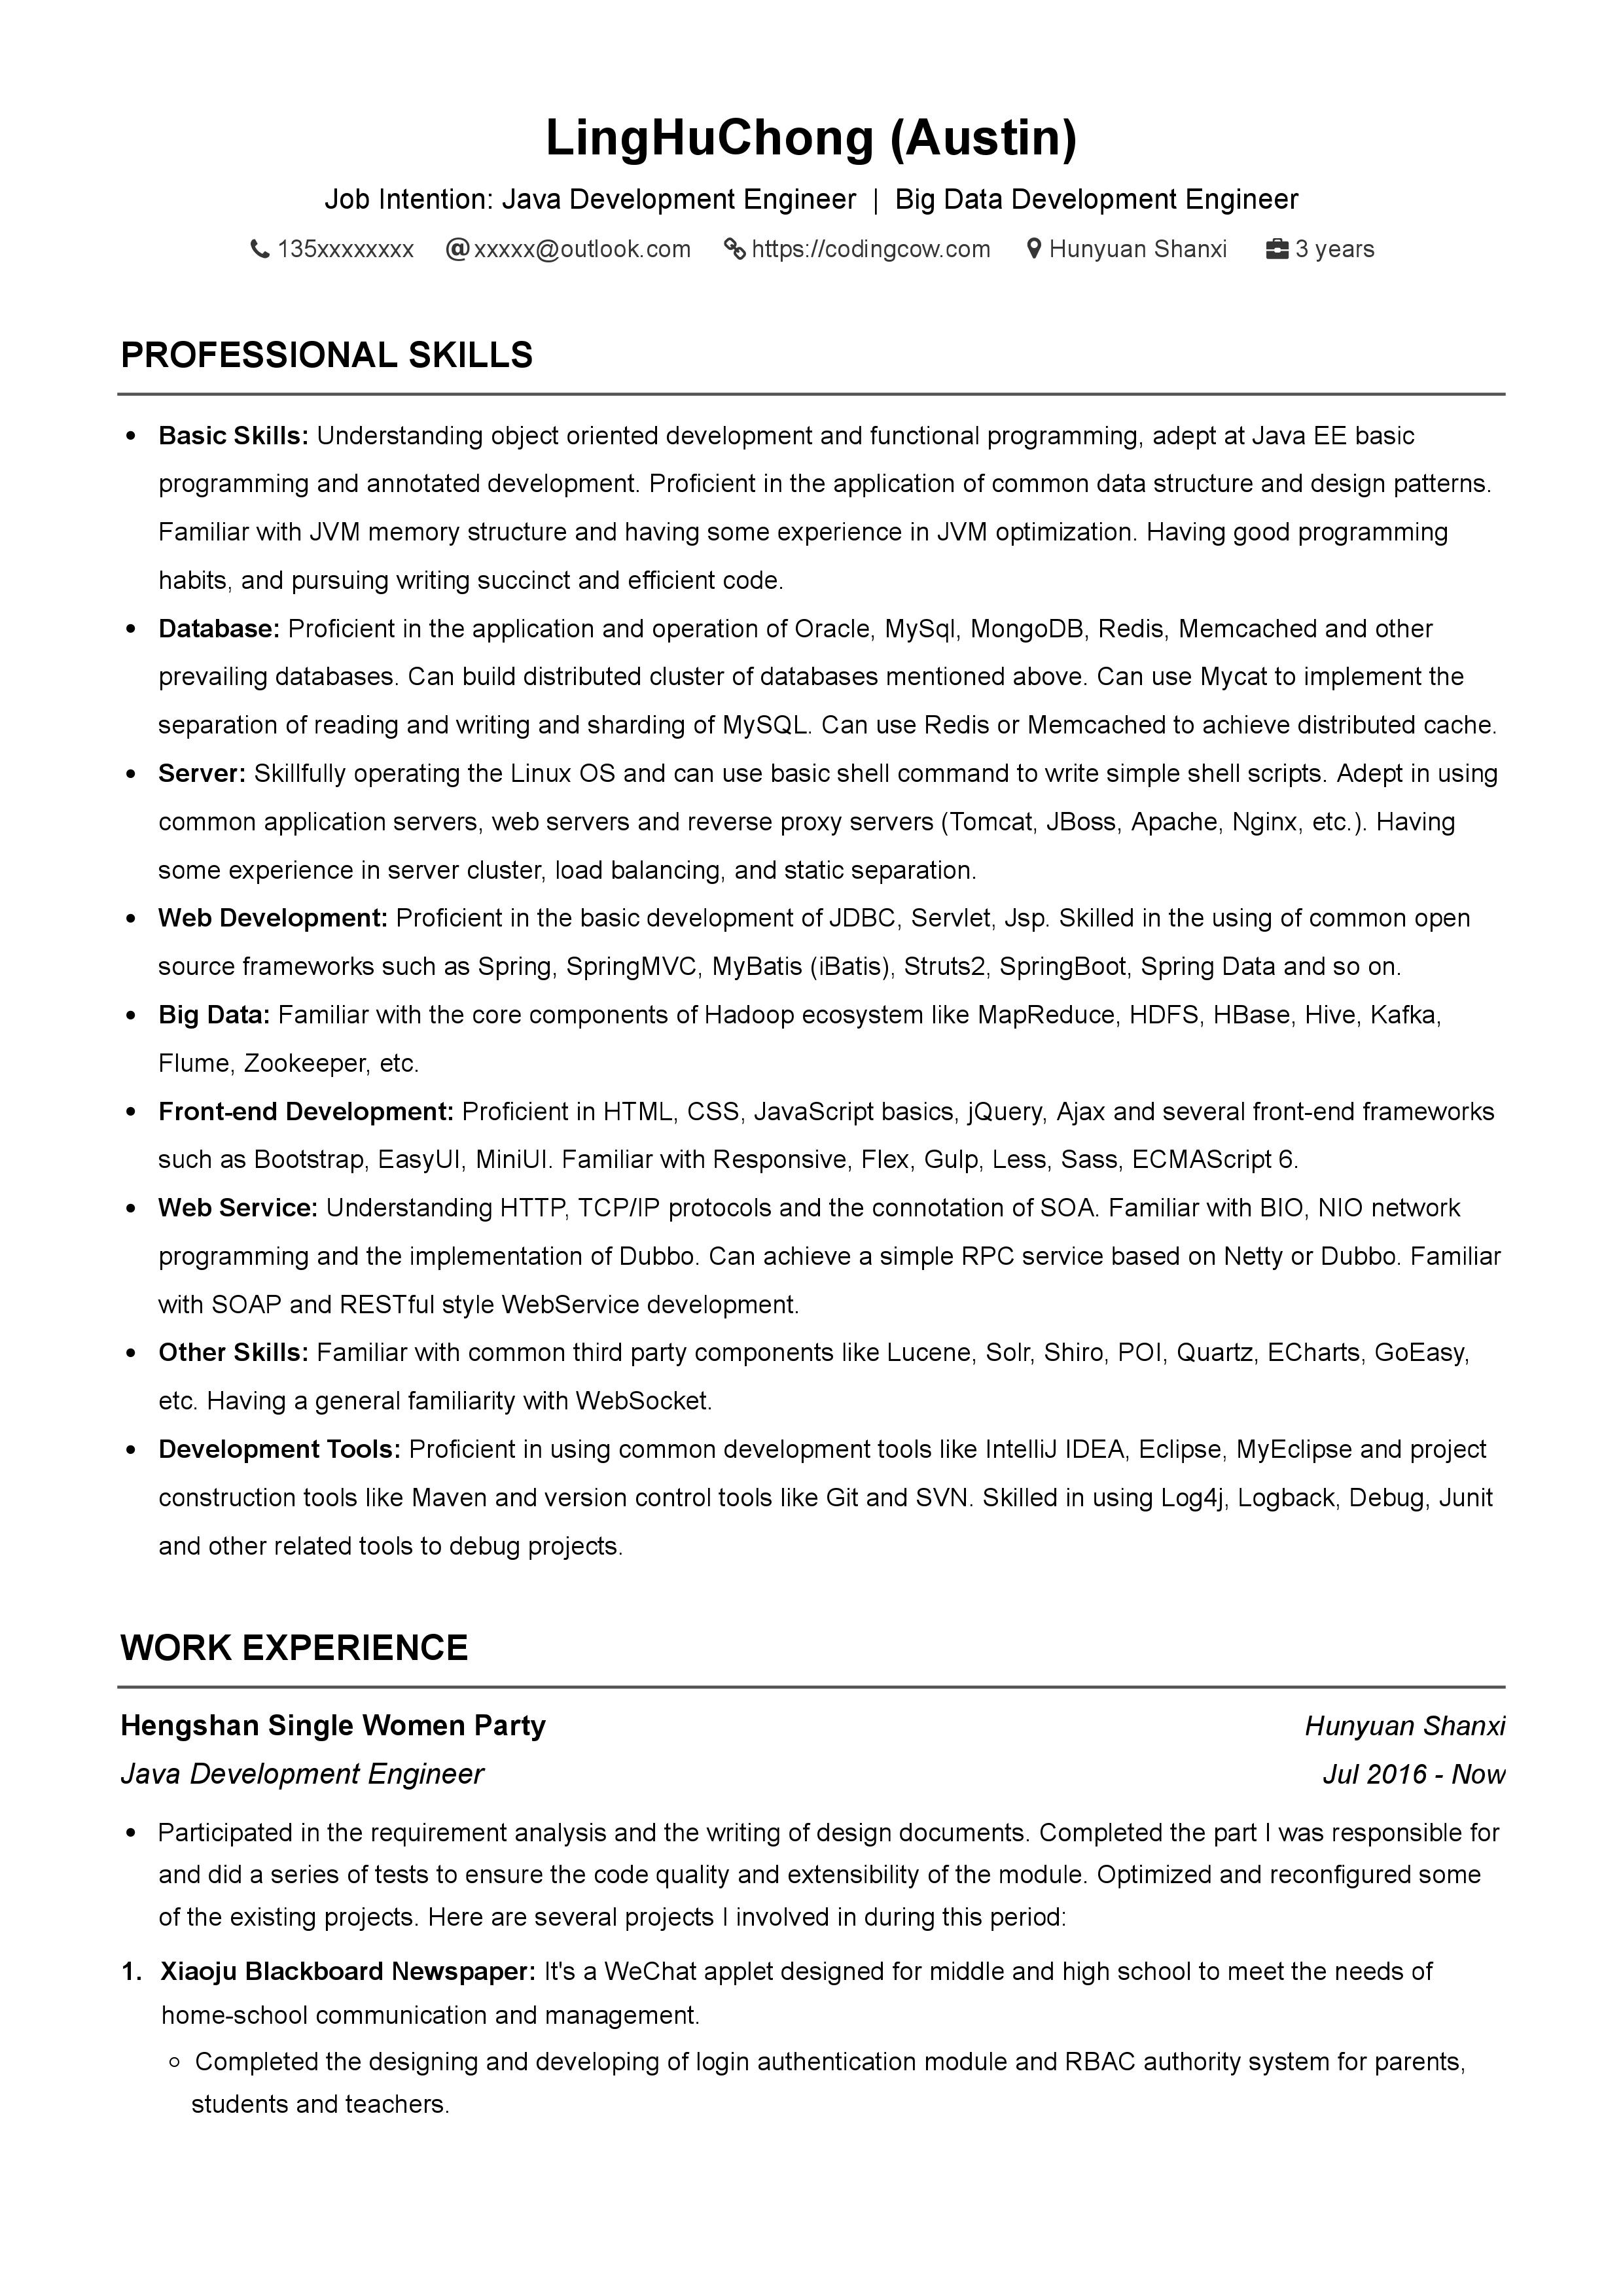 LingHuChong (Austin)
Job Intention: Java Development Engineer | Big Data Development Engineer
135xxxxxxxx @ xxxxx@outlook.com https://codingcow.com Hunyuan Shanxi 3 years
PROFESSIONAL SKILLS
• Basic Skills: Understanding object oriented development and functional programming, adept at Java EE basic
programming and annotated development. Proficient in the application of common data structure and design patterns.
Familiar with JVM memory structure and having some experience in JVM optimization. Having good programming
habits, and pursuing writing succinct and efficient code.
• Database: Proficient in the application and operation of Oracle, MySql, MongoDB, Redis, Memcached and other
prevailing databases. Can build distributed cluster of databases mentioned above. Can use Mycat to implement the
separation of reading and writing and sharding of MySQL. Can use Redis or Memcached to achieve distributed cache.
• Server: Skillfully operating the Linux OS and can use basic shell command to write simple shell scripts. Adept in using
common application servers, web servers and reverse proxy servers (Tomcat, JBoss, Apache, Nginx, etc.). Having
some experience in server cluster, load balancing, and static separation.
• Web Development: Proficient in the basic development of JDBC, Servlet, Jsp. Skilled in the using of common open
source frameworks such as Spring, SpringMVC, MyBatis (iBatis), Struts2, SpringBoot, Spring Data and so on.
• Big Data: Familiar with the core components of Hadoop ecosystem like MapReduce, HDFS, HBase, Hive, Kafka,
Flume, Zookeeper, etc.
• Front-end Development: Proficient in HTML, CSS, JavaScript basics, jQuery, Ajax and several front-end frameworks
such as Bootstrap, EasyUI, MiniUI. Familiar with Responsive, Flex, Gulp, Less, Sass, ECMAScript 6.
• Web Service: Understanding HTTP, TCP/IP protocols and the connotation of SOA. Familiar with BIO, NIO network
programming and the implementation of Dubbo. Can achieve a simple RPC service based on Netty or Dubbo. Familiar
with SOAP and RESTful style WebService development.
• Other Skills: Familiar with common third party components like Lucene, Solr, Shiro, POI, Quartz, ECharts, GoEasy,
etc. Having a general familiarity with WebSocket.
• Development Tools: Proficient in using common development tools like IntelliJ IDEA, Eclipse, MyEclipse and project
construction tools like Maven and version control tools like Git and SVN. Skilled in using Log4j, Logback, Debug, Junit
and other related tools to debug projects.
WORK EXPERIENCE
Hengshan Single Women Party Hunyuan Shanxi
Java Development Engineer Jul 2016 - Now
• Participated in the requirement analysis and the writing of design documents. Completed the part I was responsible for
and did a series of tests to ensure the code quality and extensibility of the module. Optimized and reconfigured some
of the existing projects. Here are several projects I involved in during this period:
1. Xiaoju Blackboard Newspaper: It's a WeChat applet designed for middle and high school to meet the needs of
home-school communication and management.
◦ Completed the designing and developing of login authentication module and RBAC authority system for parents,
students and teachers.